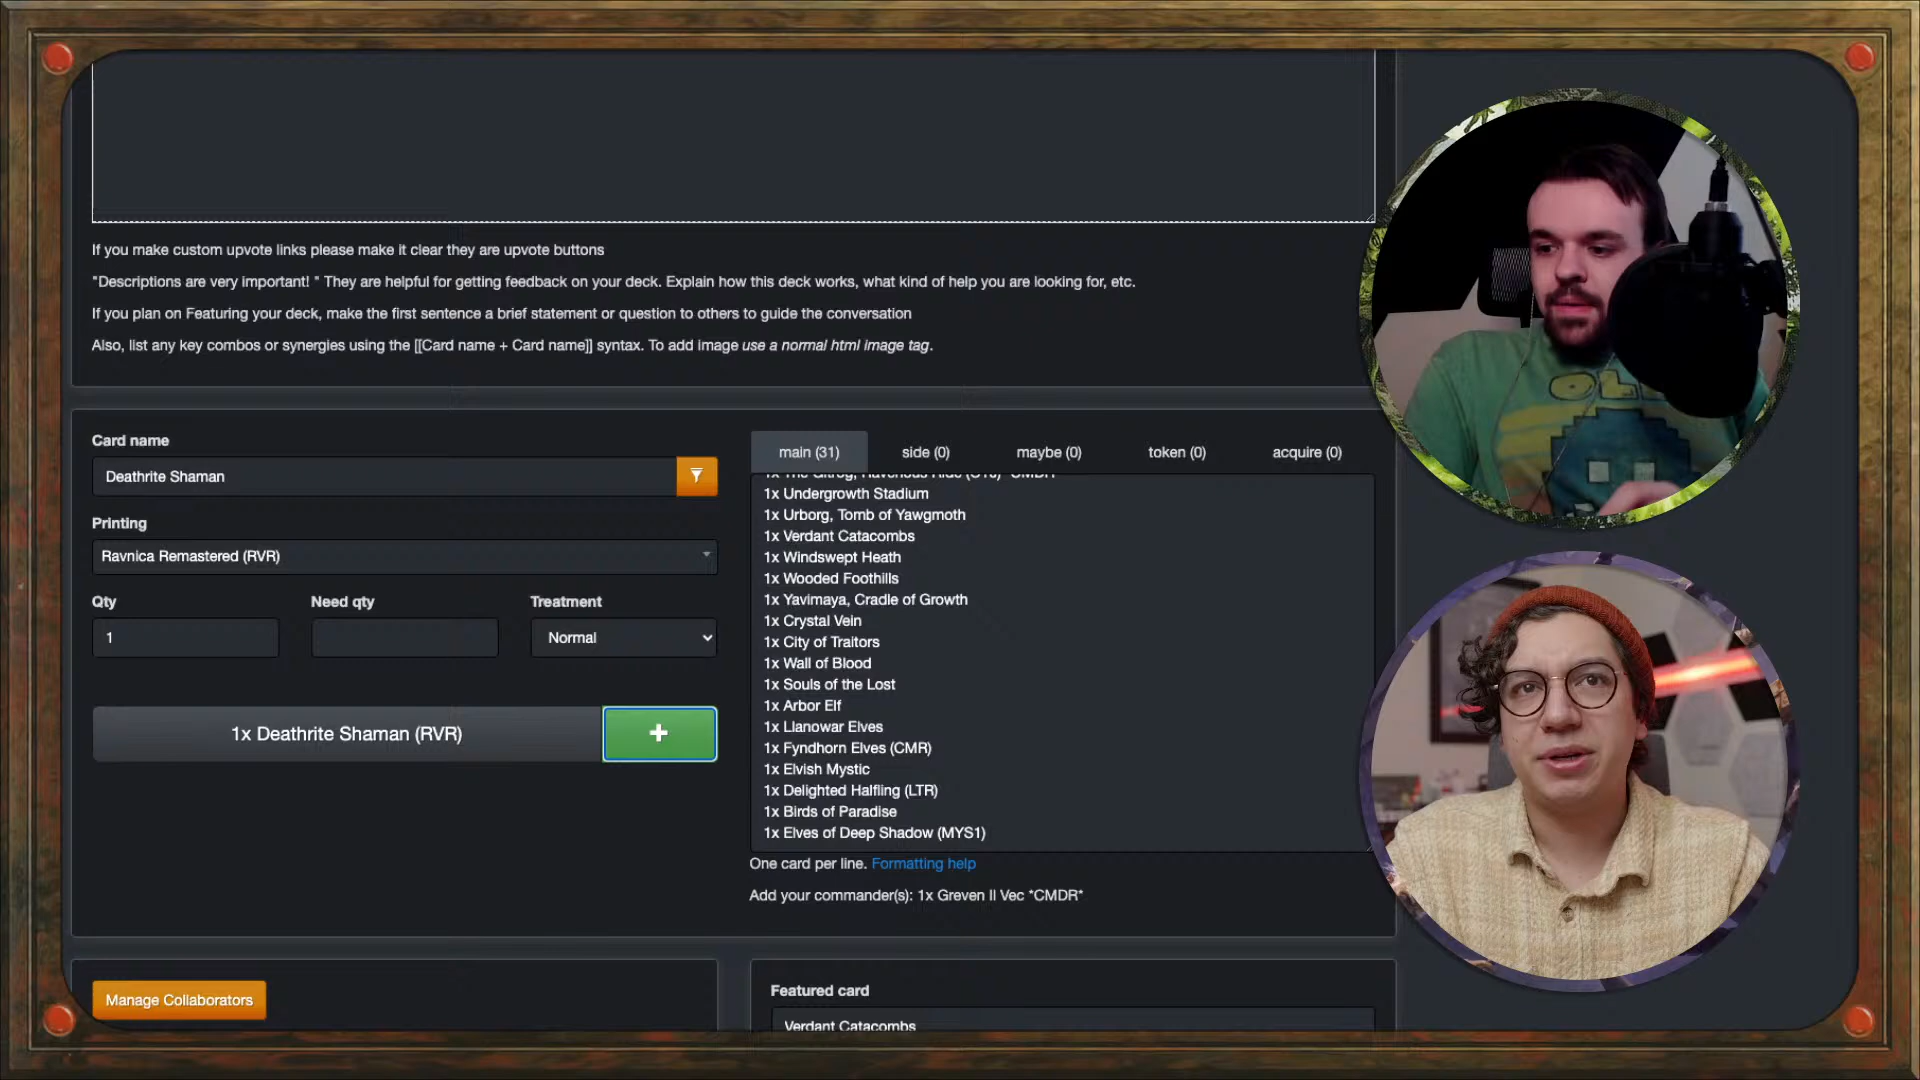 If you make custom upvote links please make it clear they are upvote buttons
"Descriptions are very important! " They are helpful for getting feedback on your deck. Explain how this deck works, what kind of help you are looking for, etc.
If you plan on Featuring your deck, make the first sentence a brief statement or question to others to guide the conversation
Also, list any key combos or synergies using the [[Card name + Card name]] syntax. To add image use a normal html image tag.
Card name
Deathrite Shaman
Printing
Ravnica Remastered (RVR)
Qty
Need qty
Treatment
1
Normal
1x Deathrite Shaman (RVR)
+
main (31)
side (0)
maybe (0)
token (0)
acquire (0)
1x Undergrowth Stadium
1x Urborg, Tomb of Yawgmoth
1x Verdant Catacombs
1x Windswept Heath
1x Wooded Foothills
1x Yavimaya, Cradle of Growth
1x Crystal Vein
1x City of Traitors
1x Wall of Blood
1x Souls of the Lost
1x Arbor Elf
1x Llanowar Elves
1x Fyndhorn Elves (CMR)
1x Elvish Mystic
1x Delighted Halfling (LTR)
1x Birds of Paradise
1x Elves of Deep Shadow (MYS1)
One card per line. Formatting help
Add your commander(s): 1x Greven Il Vec *CMDR*
Manage Collaborators
Featured card
Verdant Catacombs